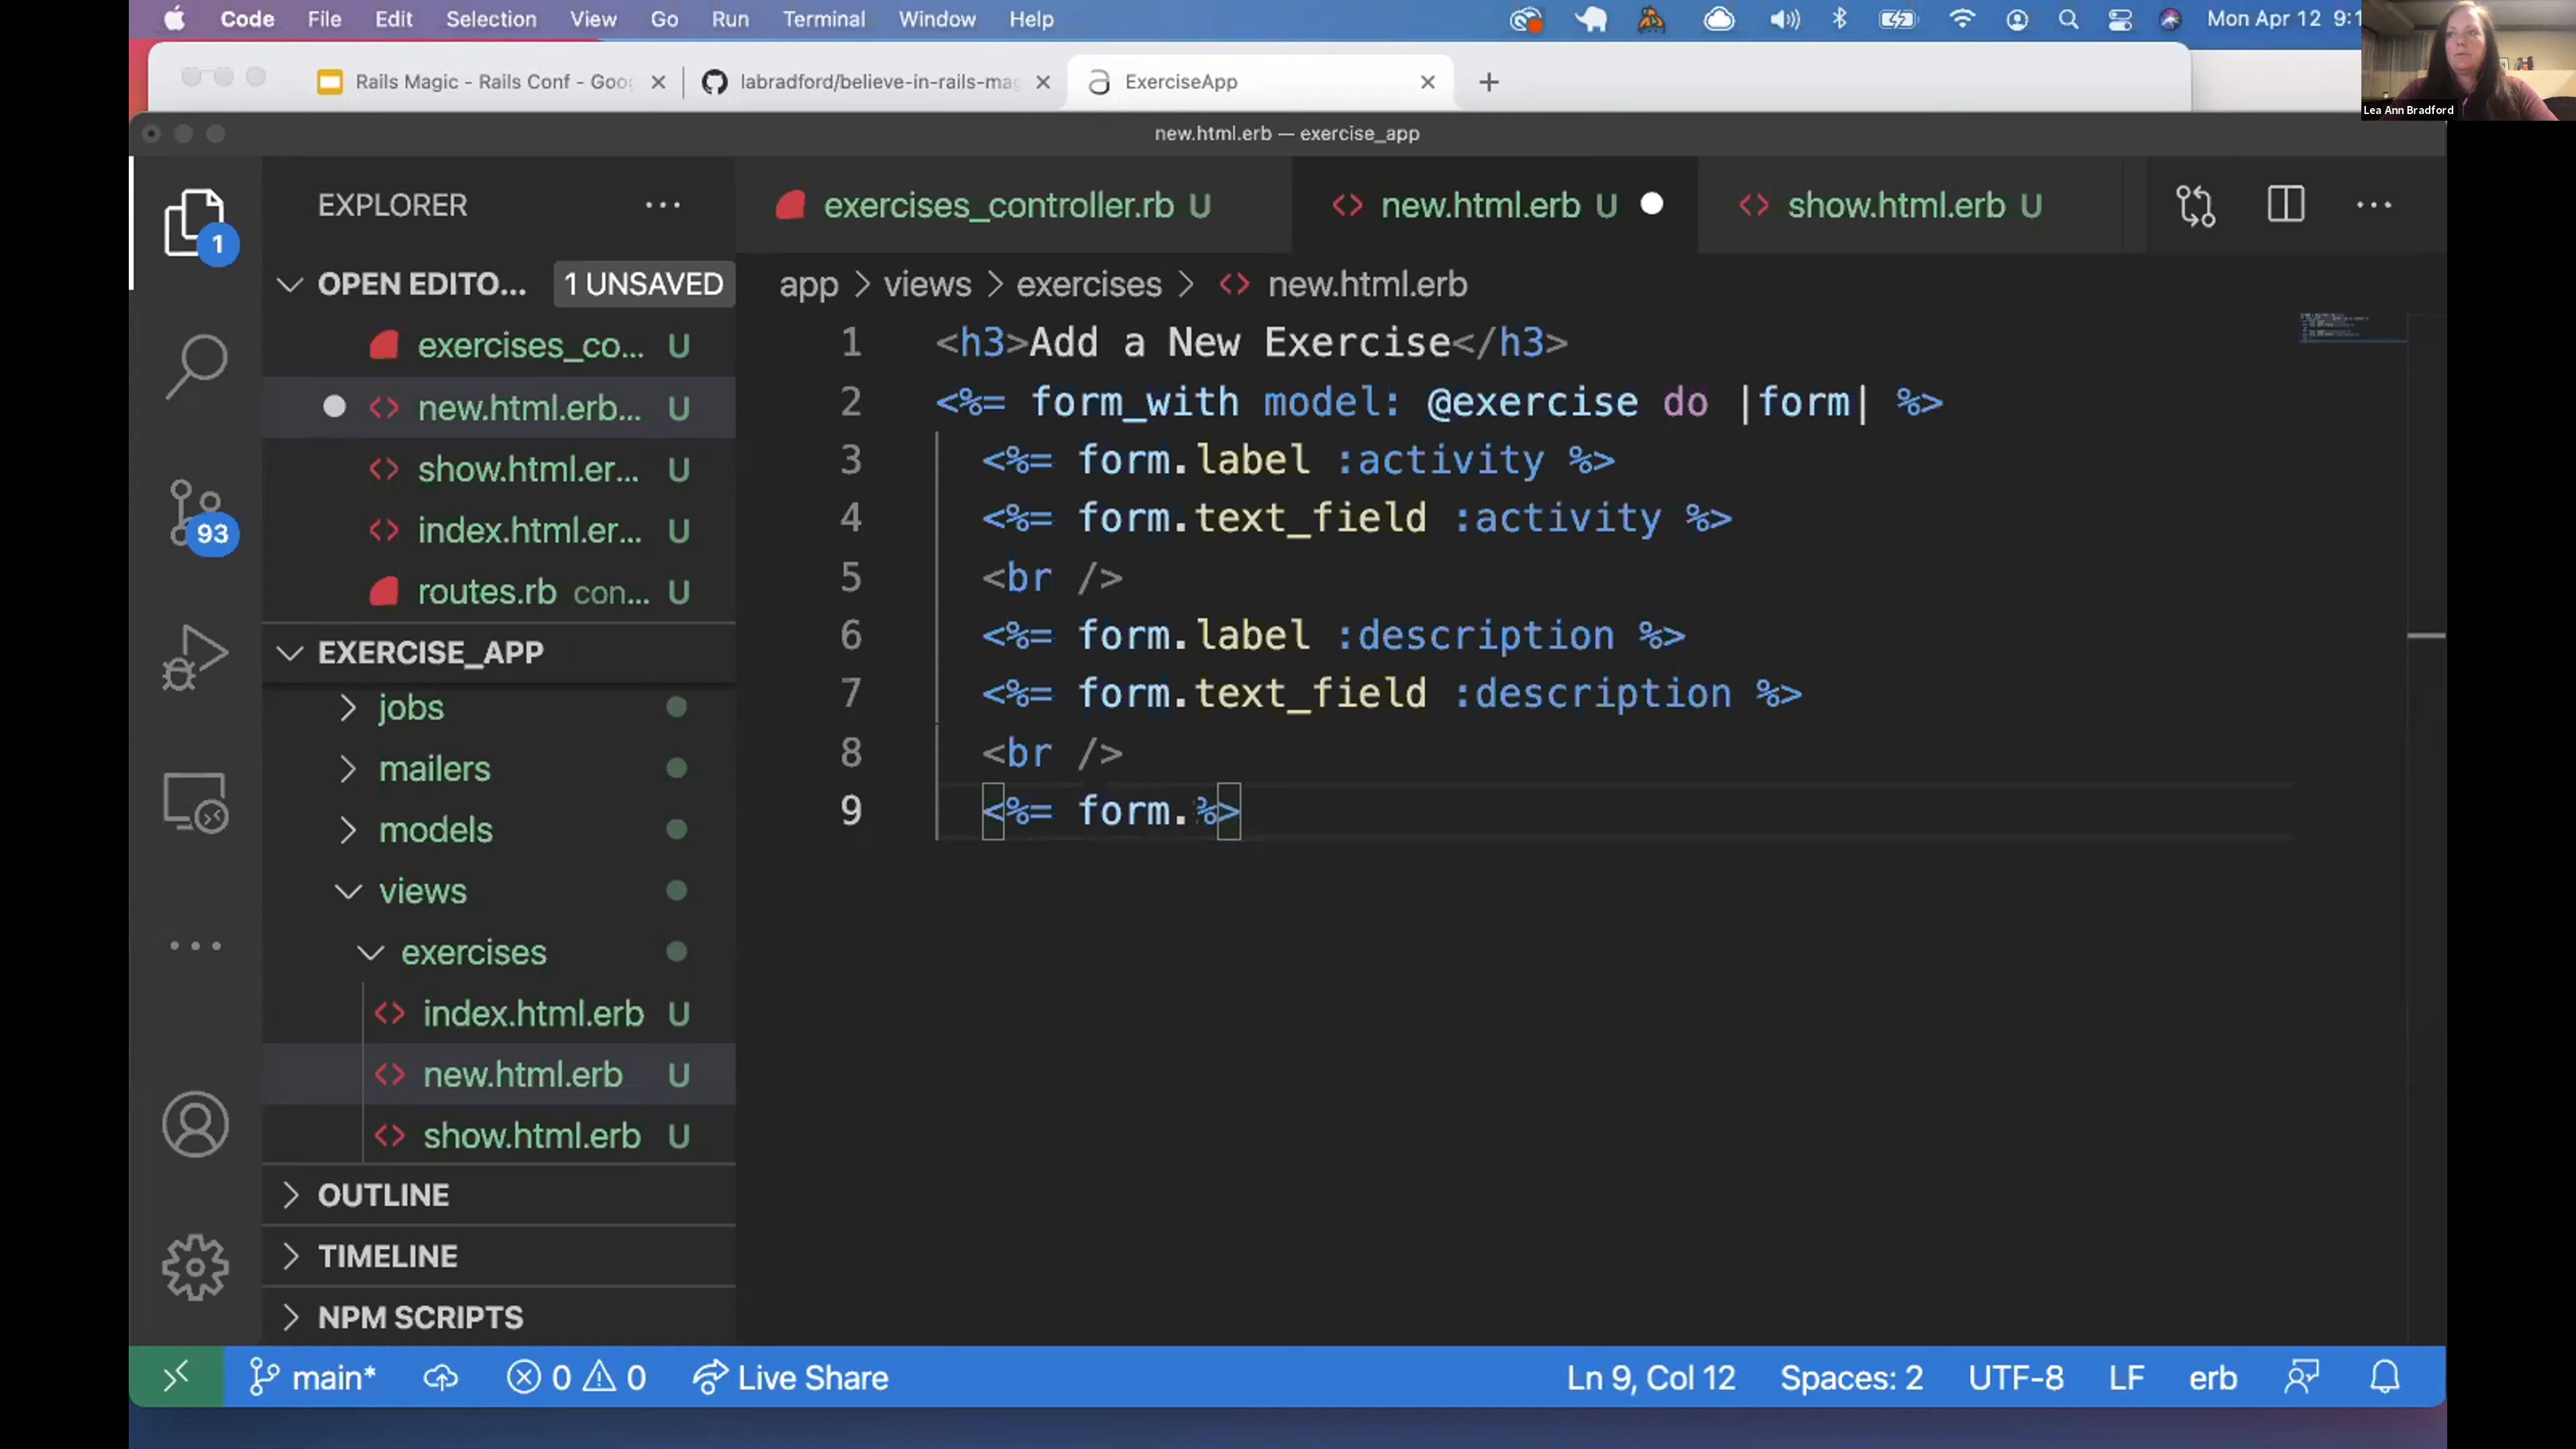 Code File Edit Selection View Go Run Terminal Window Help Mon Apr 12 9:1
Rails Magic - Rails Conf - Goo
labradford/believe-in-rails-mag
ExerciseApp
Lea Ann Bradford
new.html.erb — exercise_app
1
93
EXPLORER
OPEN EDITO... 1 UNSAVED
exercises_co... U
new.html.erb... U
show.html.er... U
index.html.er... U
routes.rb con... U
EXERCISE_APP
jobs
mailers
models
views
exercises
index.html.erb U
new.html.erb U
show.html.erb U
OUTLINE
TIMELINE
NPM SCRIPTS
exercises_controller.rb U
new.html.erb U
show.html.erb U
app > views > exercises > <> new.html.erb
1 <h3>Add a New Exercise</h3>
2 <%= form_with model: @exercise do |form| %>
3 <%= form.label :activity %>
4 <%= form.text_field :activity %>
5 <br />
6 <%= form.label :description %>
7 <%= form.text_field :description %>
8 <br />
9 <%= form.%>
main* 0 0 Live Share Ln 9, Col 12 Spaces: 2 UTF-8 LF erb